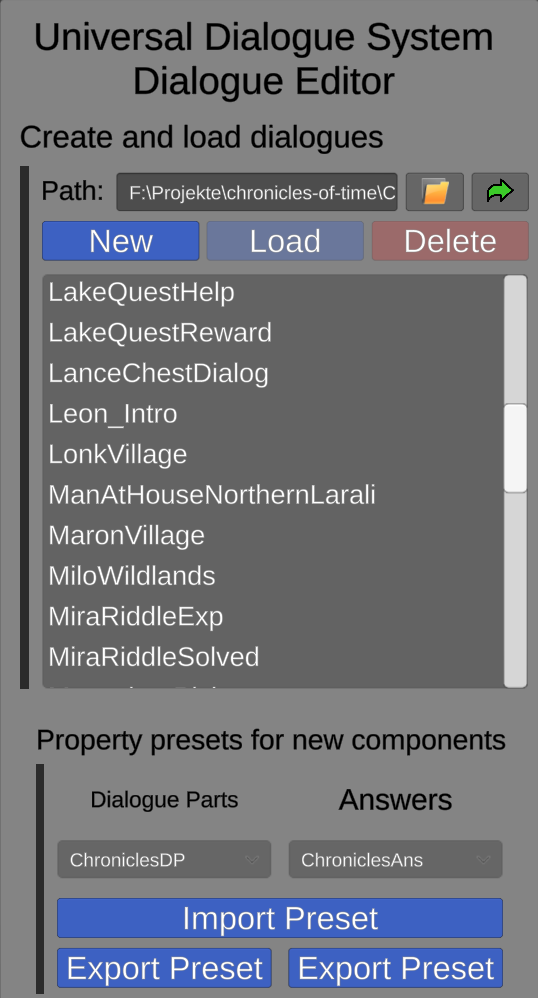 Universal Dialogue System
Dialogue Editor
Create and load dialogues
Path: F:\Projekte\chronicles-of-time\C
New Load Delete
LakeQuestHelp
LakeQuestReward
LanceChestDialog
Leon_Intro
LonkVillage
ManAtHouseNorthernLarali
MaronVillage
MiloWildlands
MiraRiddleExp
MiraRiddleSolved
Property presets for new components
Dialogue Parts Answers
ChroniclesDP ChroniclesAns
Import Preset
Export Preset Export Preset